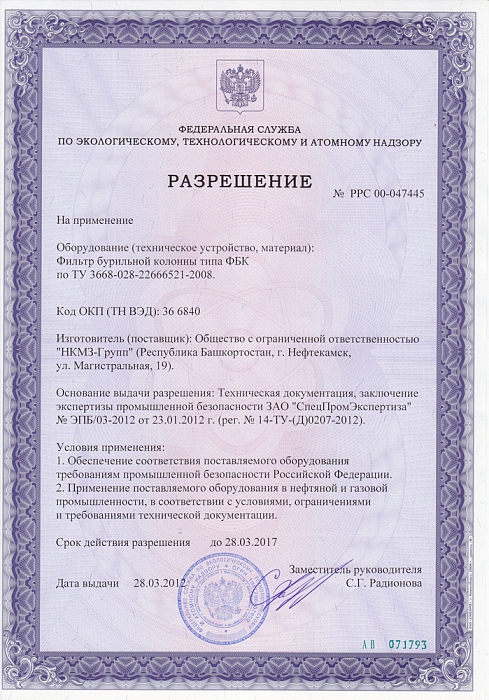 ФЕДЕРАЛЬНАЯ СЛУЖБА
ПО ЭКОЛОГИЧЕСКОМУ, ТЕХНОЛОГИЧЕСКОМУ И АТОМНОМУ НАДЗОРУ
РАЗРЕШЕНИЕ
№ РРС 00-047445
На применение
Оборудование (техническое устройство, материал):
Фильтр бурильной колонны типа ФБК
по ТУ 3668-028-22666521-2008.
Код ОКП (ТН ВЭД): 36 6840
Изготовитель (поставщик): Общество с ограниченной ответственностью
"НКМЗ-Групп" (Республика Башкортостан, г. Нефтекамск,
ул. Магистральная, 19).
Основание выдачи разрешения: Техническая документация, заключение
экспертизы промышленной безопасности ЗАО "СпецПромЭкспертиза"
№ ЭПБ/03-2012 от 23.01.2012 г. (рег. № 14-ТУ-(Д)0207-2012).
Условия применения:
1. Обеспечение соответствия поставляемого оборудования
требованиям промышленной безопасности Российской Федерации.
2. Применение поставляемого оборудования в нефтяной и газовой
промышленности, в соответствии с условиями, ограничениями
и требованиями технической документации.
Срок действия разрешения до 28.03.2017
Заместитель руководителя
Дата выдачи 28.03.2012 С.Г. Радионова
АВ 071793